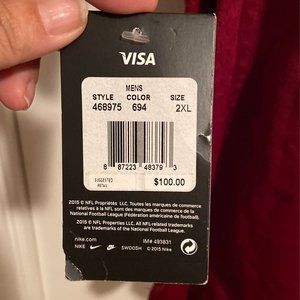 VISA
MENS
STYLE COLOR SIZE
468975 694 2XL
8 87223 48379 3
SUGGESTED
RETAIL $100.00
2015 © NFL Propriétés LLC. Toutes les marques de commerce
relatives à la NFL sont des marques de commerce de la
National Football League (Fédération américaine de football).
2015 © NFL Properties LLC. All NFL-related trademarks
are trademarks of the National Football League.
nike.com IM# 493831
NIKE SWOOSH © 2015 Nike